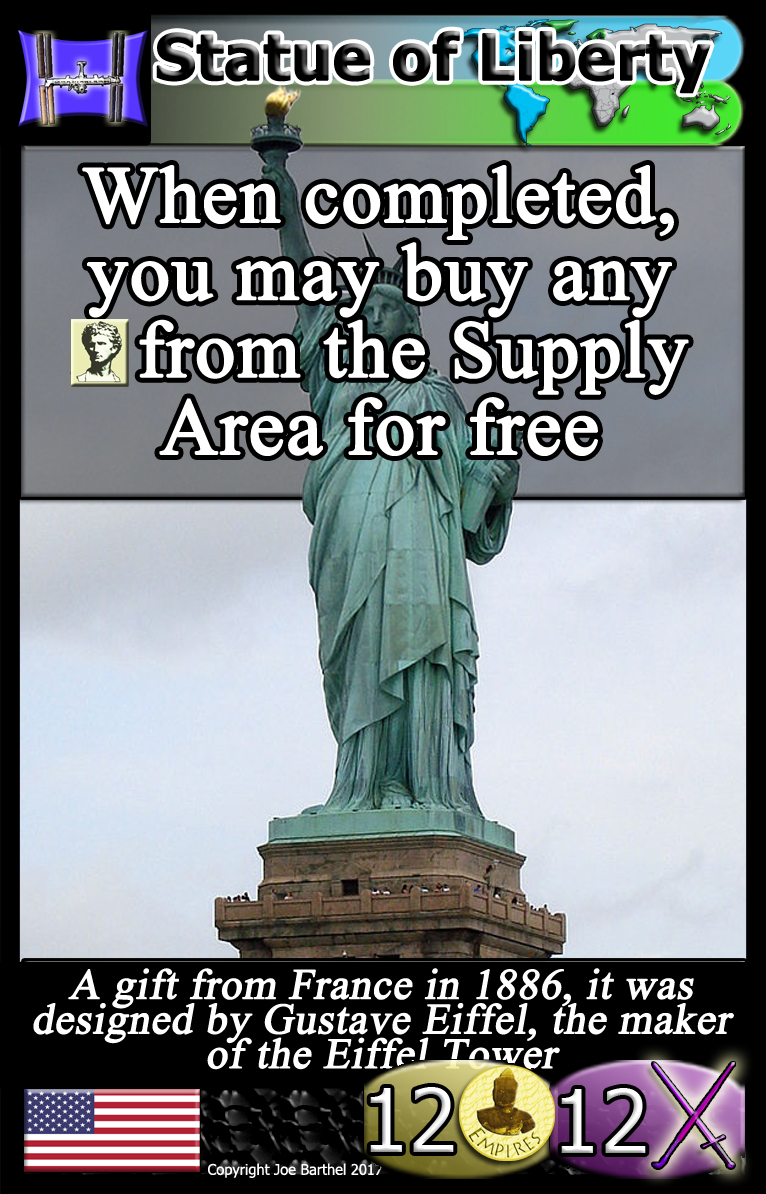 Statue of Liberty
When completed,
you may buy any
from the Supply
Area for free
A gift from France in 1886, it was
designed by Gustave Eiffel, the maker
of the Eiffel Tower
12 EMPIRES 12
Copyright Joe Barthel 2017